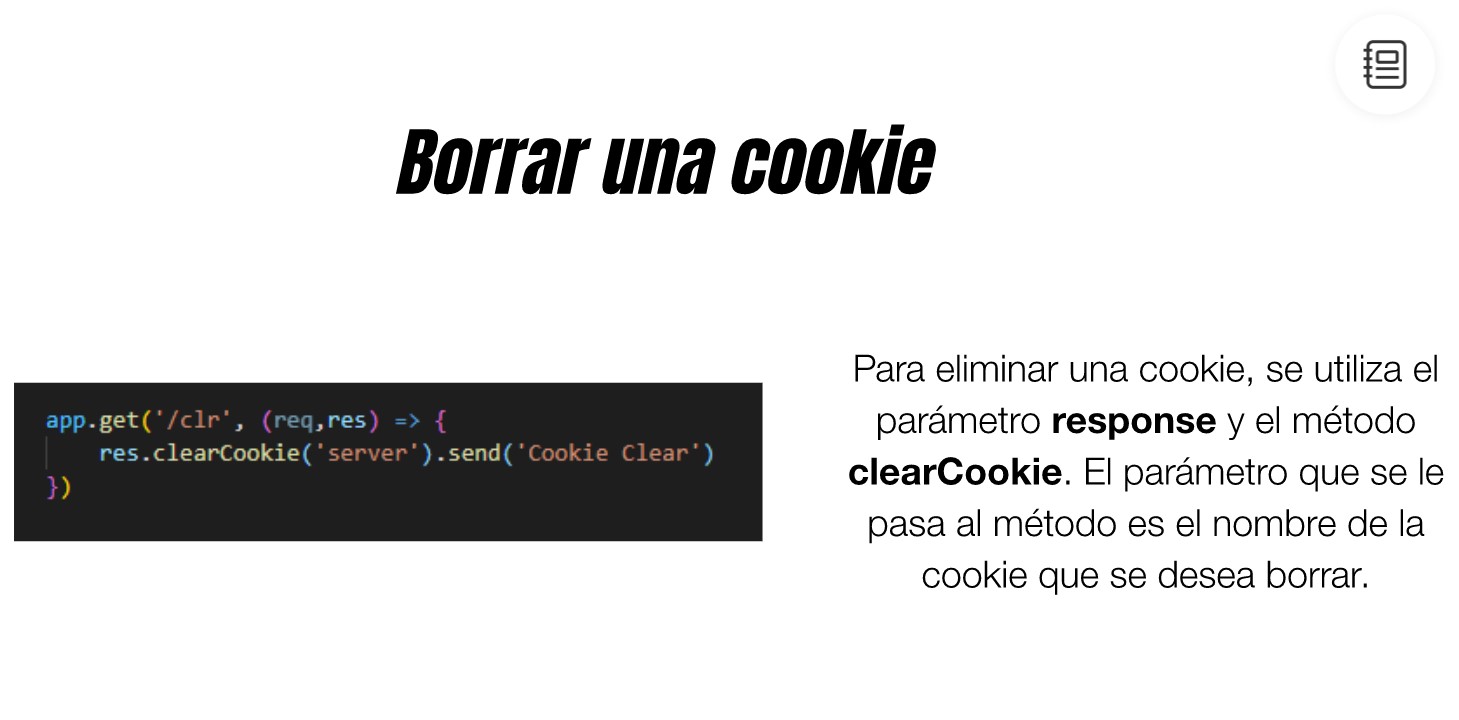 Borrar una cookie
app.get('/clr', (req,res) => {
    res.clearCookie('server').send('Cookie Clear')
})
Para eliminar una cookie, se utiliza el
parámetro response y el método
clearCookie. El parámetro que se le
pasa al método es el nombre de la
cookie que se desea borrar.